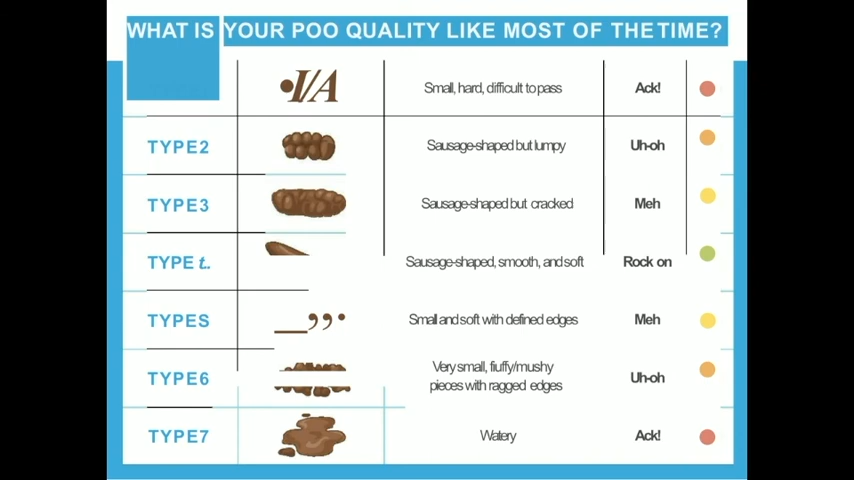 WHAT IS YOUR POO QUALITY LIKE MOST OF THE TIME?
•I/A Small, hard, difficult to pass Ack!
TYPE2 Sausage-shaped but lumpy Uh-oh
TYPE3 Sausage-shaped but cracked Meh
TYPE t.. Sausage-shaped, smooth, and soft Rock on
TYPES __,,• Small and soft with defined edges Meh
TYPE6 Very small, fiuffy/mushy Uh-oh
pieces with ragged edges
TYPE7 Watery Ack!